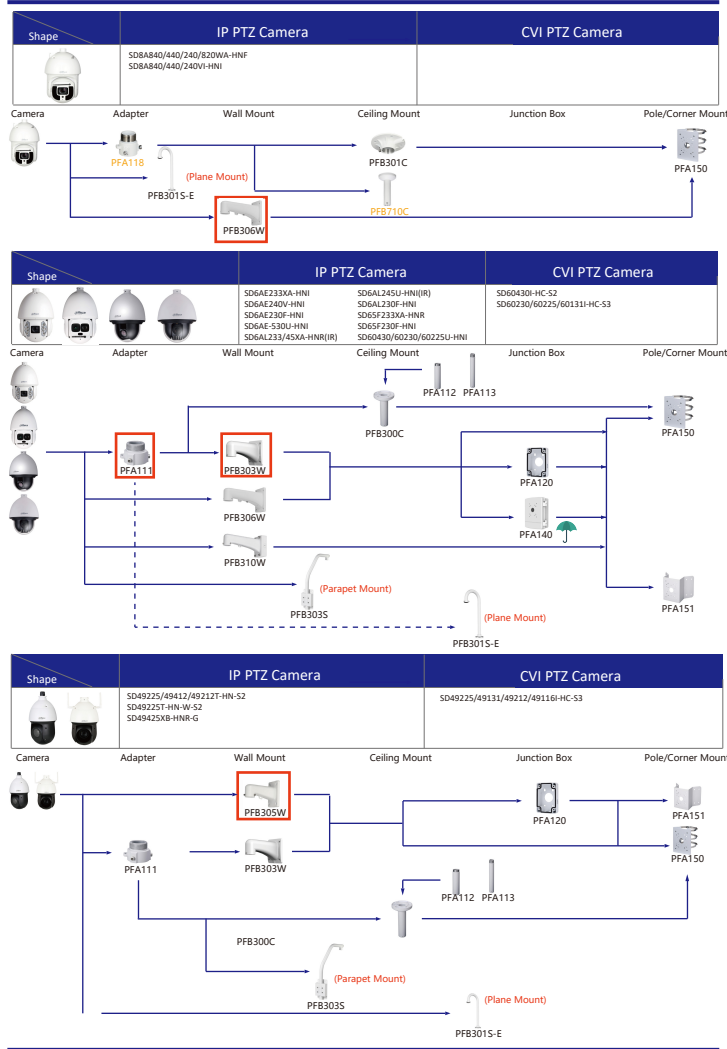 Shape
IP PTZ Camera
CVI PTZ Camera
SD8A840/440/240/820WA-HNF
SD8A840/440/240VI-HNI
Camera
Adapter
Wall Mount
Ceiling Mount
Junction Box
Pole/Corner Mount
PFA118
PFB301C
PFA150
(Plane Mount)
PFB301S-E
PFB710C
PFB306W
Shape
IP PTZ Camera
CVI PTZ Camera
SD6AE233XA-HNI
SD6AE240V-HNI
SD6AE230F-HNI
SD6AE-530U-HNI
SD6AL233/45XA-HNR(IR)
SD6AL245U-HNI(IR)
SD6AL230F-HNI
SD65F233XA-HNR
SD65F230F-HNI
SD60430/60230/60225U-HNI
SD60430I-HC-S2
SD60230/60225/60131I-HC-S3
Camera
Adapter
Wall Mount
Ceiling Mount
Junction Box
Pole/Corner Mount
PFA112
PFA113
PFB300C
PFA150
PFA111
PFB303W
PFA120
PFB306W
PFA140
PFB310W
(Parapet Mount)
PFB303S
PFA151
(Plane Mount)
PFB301S-E
Shape
IP PTZ Camera
CVI PTZ Camera
SD49225/49412/49212T-HN-S2
SD49225T-HN-W-S2
SD49425XB-HNR-G
SD49225/49131/49212/49116I-HC-S3
Camera
Adapter
Wall Mount
Ceiling Mount
Junction Box
Pole/Corner Mount
PFB305W
PFA120
PFA151
PFA111
PFB303W
PFA150
PFA112
PFA113
PFB300C
(Parapet Mount)
PFB303S
(Plane Mount)
PFB301S-E